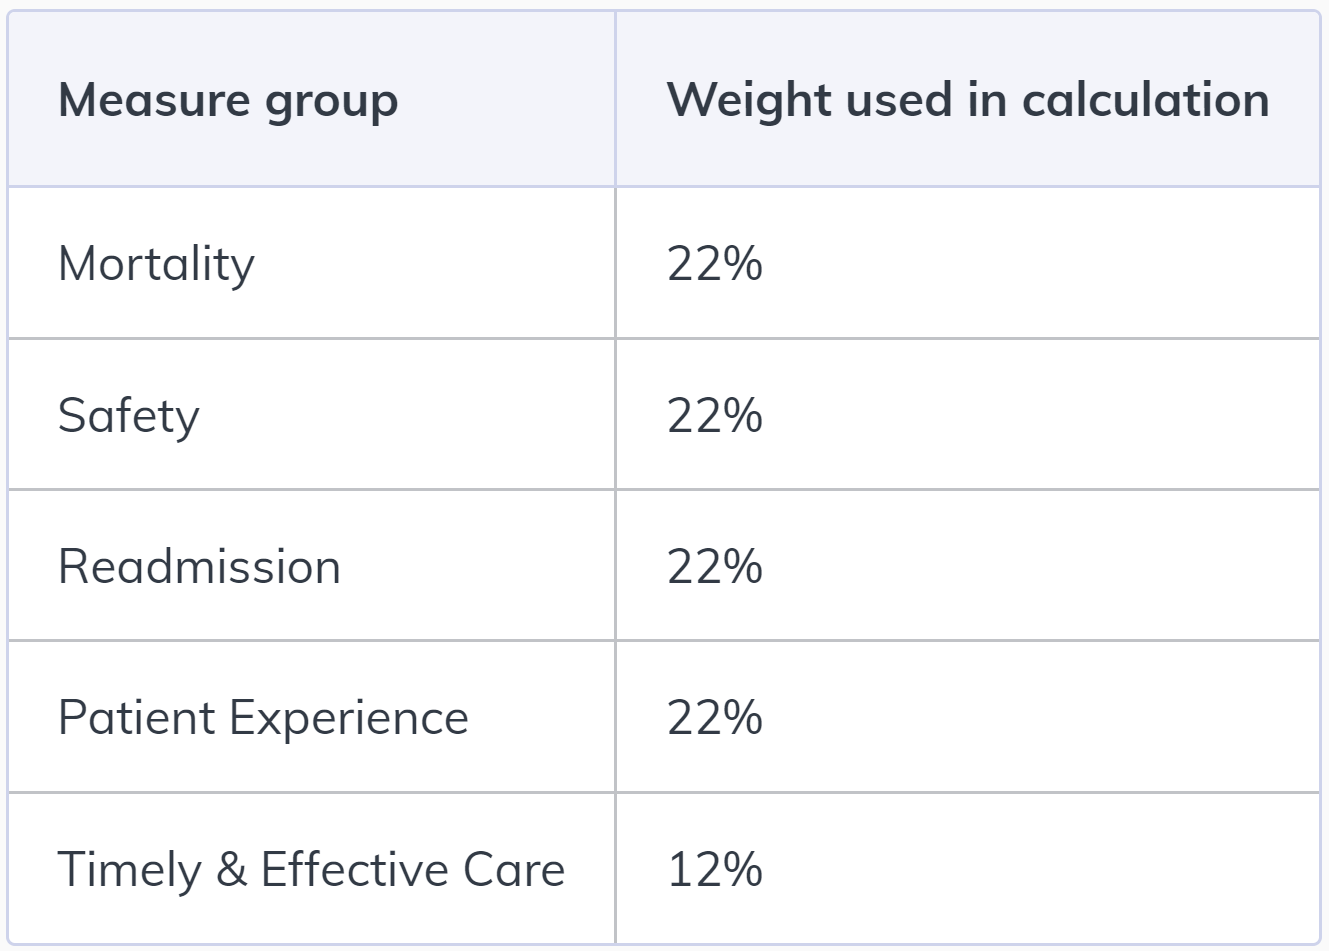 Measure group Weight used in calculation
Mortality 22%
Safety 22%
Readmission 22%
Patient Experience 22%
Timely & Effective Care 12%